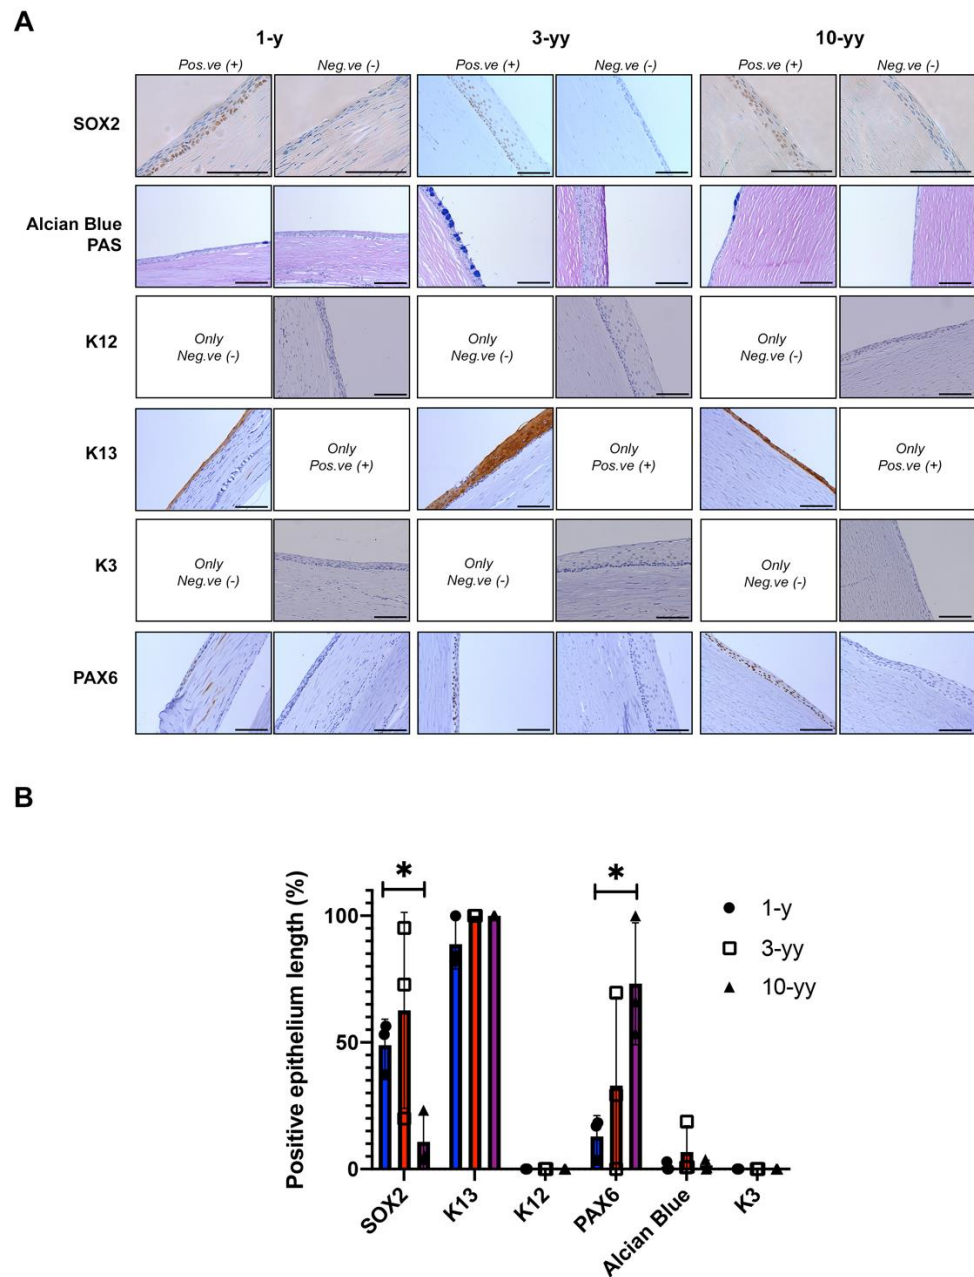 A
1-y 3-yy 10-yy
Pos.ve (+) Neg.ve (-) Pos.ve (+) Neg.ve (-) Pos.ve (+) Neg.ve (-)
SOX2
Alcian Blue
PAS
K12
Only
Neg.ve (-)
Only
Neg.ve (-)
Only
Neg.ve (-)
K13
Only
Pos.ve (+)
Only
Pos.ve (+)
Only
Pos.ve (+)
K3
Only
Neg.ve (-)
Only
Neg.ve (-)
Only
Neg.ve (-)
PAX6
B
Positive epithelium length (%)
* *
100
50
0
1-y
3-yy
10-yy
SOX2 K13 K12 PAX6 Alcian Blue K3